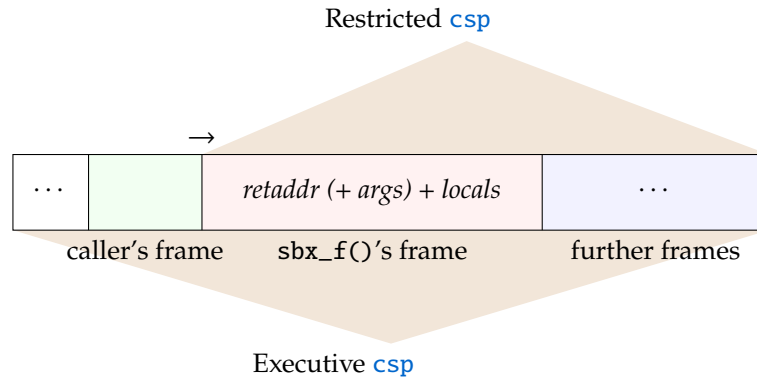 Restricted csp
→
⋯
retaddr (+ args) + locals
⋯
caller's frame
sbx_f()'s frame
further frames
Executive csp